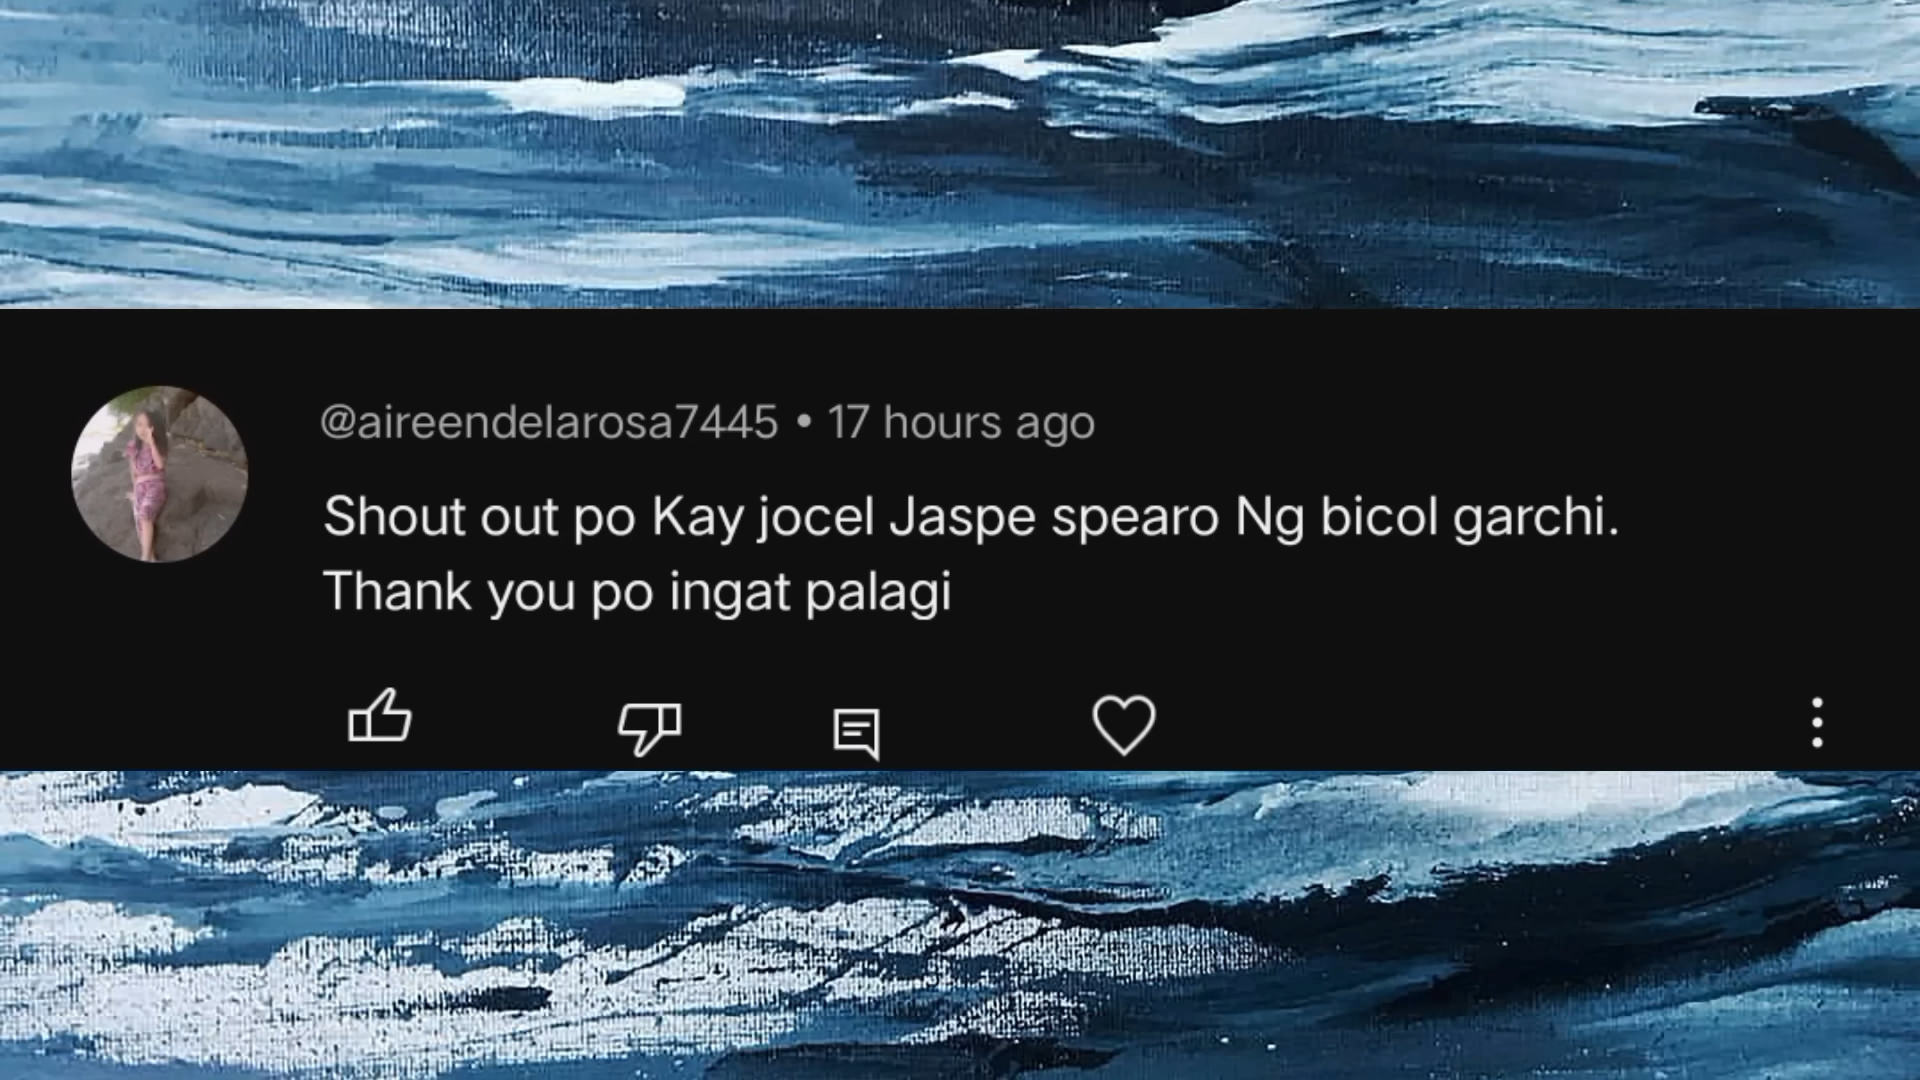 @aireendelarosa7445 • 17 hours ago
Shout out po Kay jocel Jaspe spearo Ng bicol garchi.
Thank you po ingat palagi